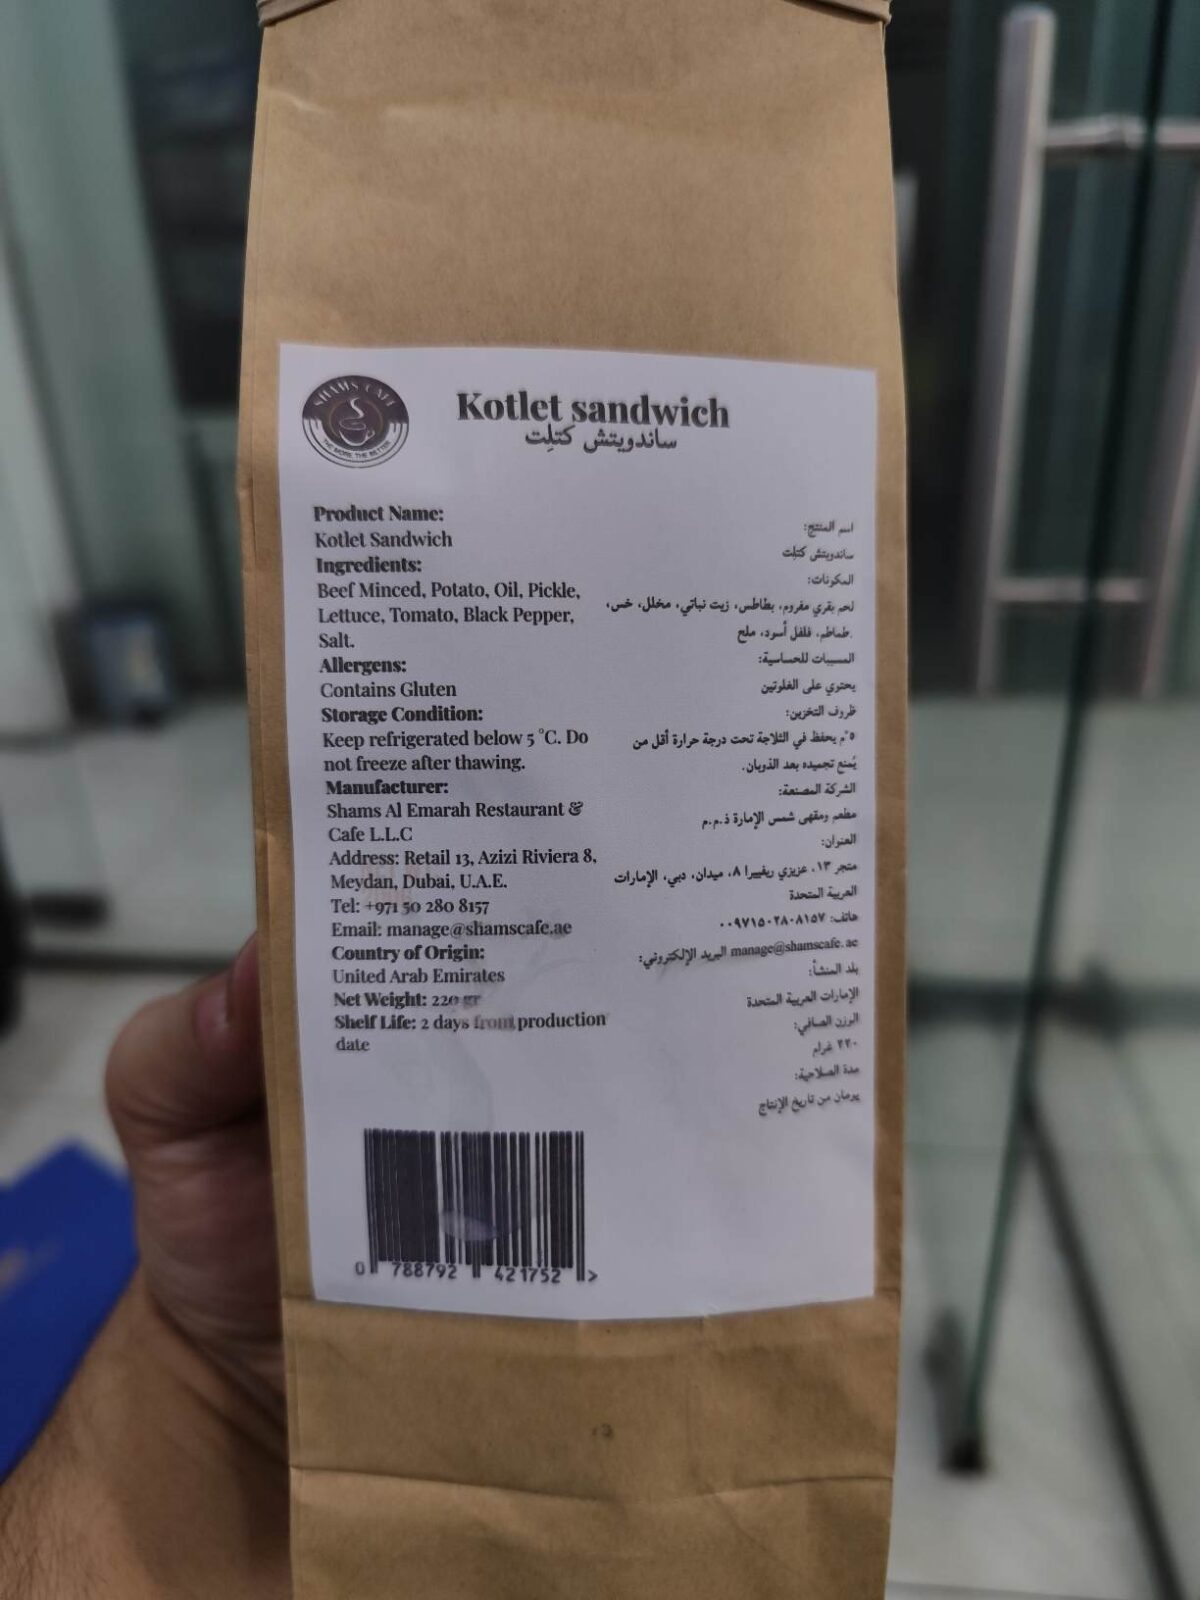 SHAMS CAFE
THE MORE THE BETTER
Kotlet sandwich
ساندويتش كتلِت
Product Name:
Kotlet Sandwich
Ingredients:
Beef Minced, Potato, Oil, Pickle,
Lettuce, Tomato, Black Pepper,
Salt.
Allergens:
Contains Gluten
Storage Condition:
Keep refrigerated below 5 °C. Do
not freeze after thawing.
Manufacturer:
Shams Al Emarah Restaurant &
Cafe L.L.C
Address: Retail 13, Azizi Riviera 8,
Meydan, Dubai, U.A.E.
Tel: +971 50 280 8157
Email: manage@shamscafe.ae
Country of Origin:
United Arab Emirates
Net Weight: 220 gr
Shelf Life: 2 days from production
date
اسم المنتج:
ساندويتش كتلِت
المكونات:
لحم بقري مفروم، بطاطس، زيت نباتي، مخلل، خس،
.طماطم، فلفل أسود، ملح
المسببات للحساسية:
يحتوي على الغلوتين
ظروف التخزين:
٥°م يحفظ في الثلاجة تحت درجة حرارة أقل من
يُمنع تجميده بعد الذوبان.
الشركة المصنعة:
مطعم ومقهى شمس الإمارة ذ.م.م
العنوان:
متجر ١٣، عزيزي ريفييرا ٨، ميدان، دبي، الإمارات
العربية المتحدة
هاتف: ٠٠٩٧١٥٠٢٨٠٨١٥٧
manage@shamscafe.ae البريد الإلكتروني:
بلد المنشأ:
الإمارات العربية المتحدة
الوزن الصافي:
٢٢٠ غرام
مدة الصلاحية:
يومان من تاريخ الإنتاج
0 788792 421752 >